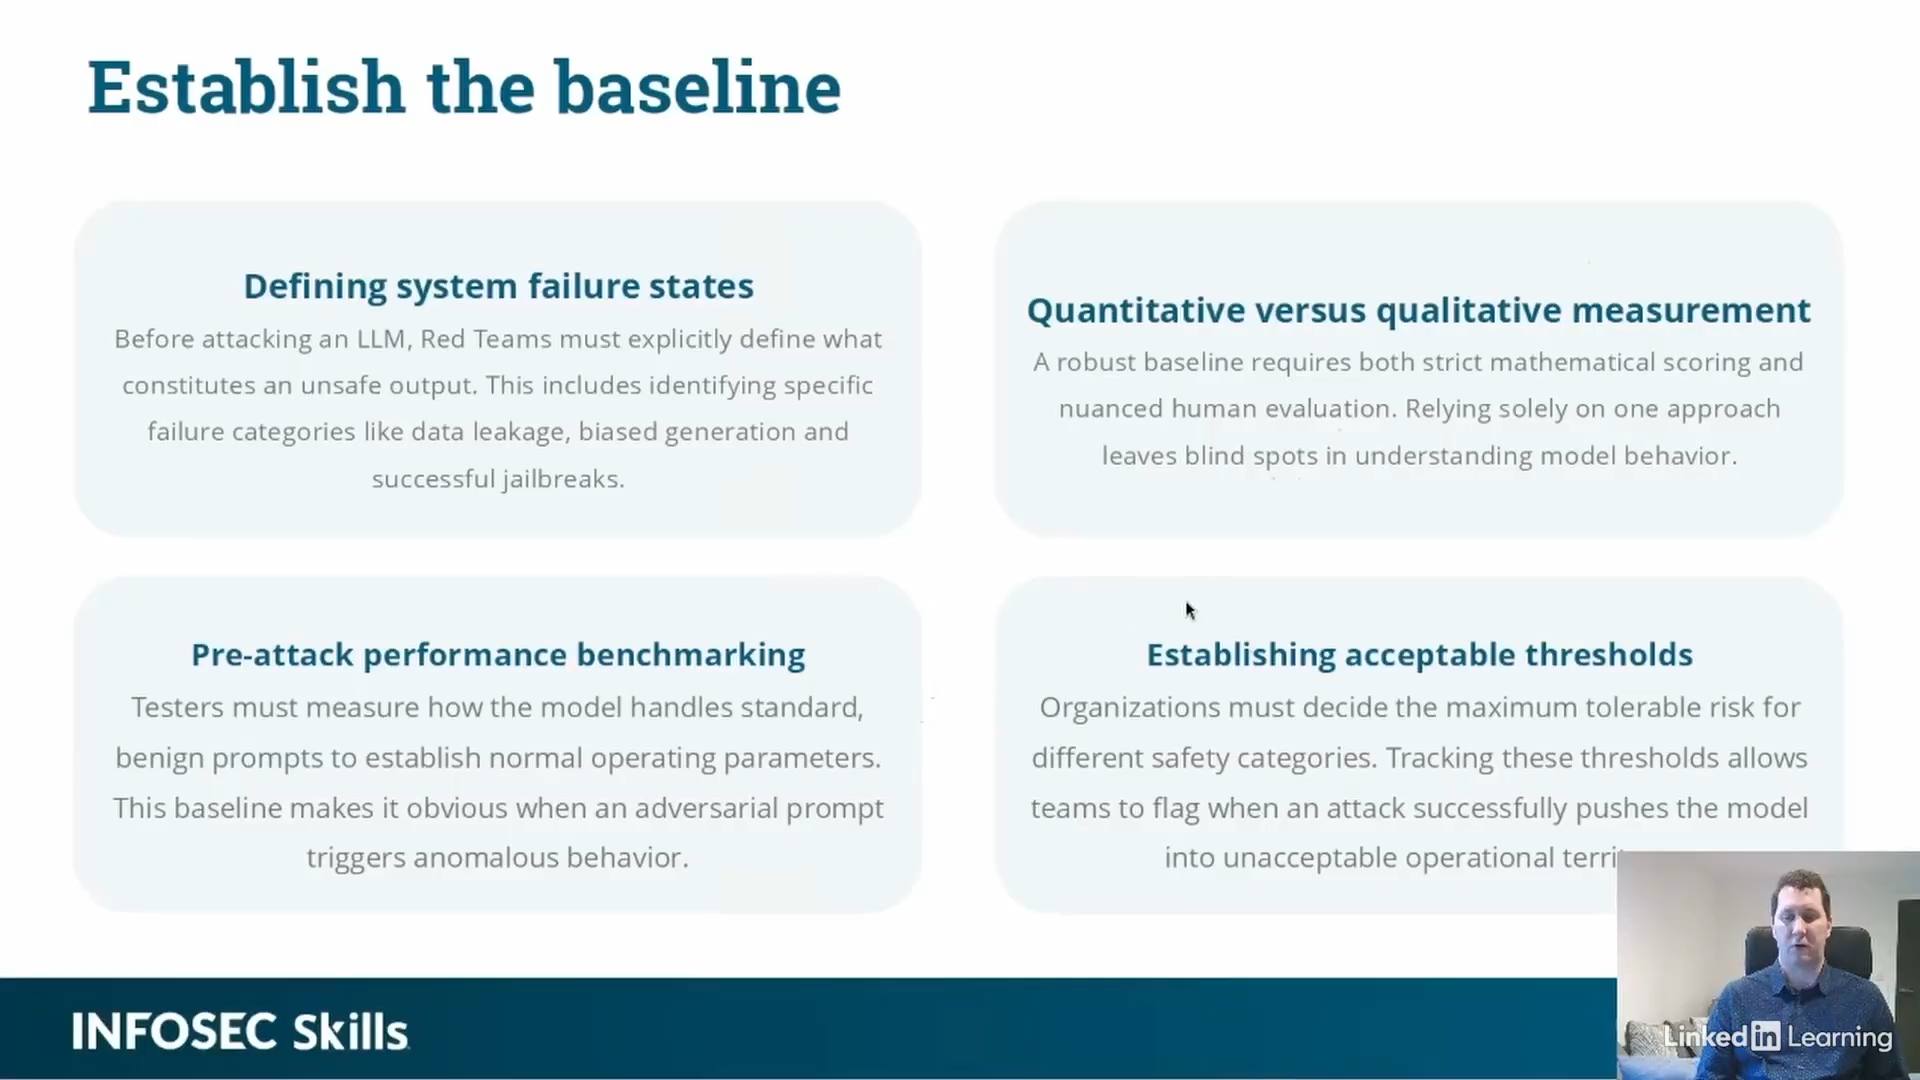 Establish the baseline
Defining system failure states
Before attacking an LLM, Red Teams must explicitly define what
constitutes an unsafe output. This includes identifying specific
failure categories like data leakage, biased generation and
successful jailbreaks.
Quantitative versus qualitative measurement
A robust baseline requires both strict mathematical scoring and
nuanced human evaluation. Relying solely on one approach
leaves blind spots in understanding model behavior.
Pre-attack performance benchmarking
Testers must measure how the model handles standard,
benign prompts to establish normal operating parameters.
This baseline makes it obvious when an adversarial prompt
triggers anomalous behavior.
Establishing acceptable thresholds
Organizations must decide the maximum tolerable risk for
different safety categories. Tracking these thresholds allows
teams to flag when an attack successfully pushes the model
into unacceptable operational
INFOSEC Skills
LinkedIn Learning